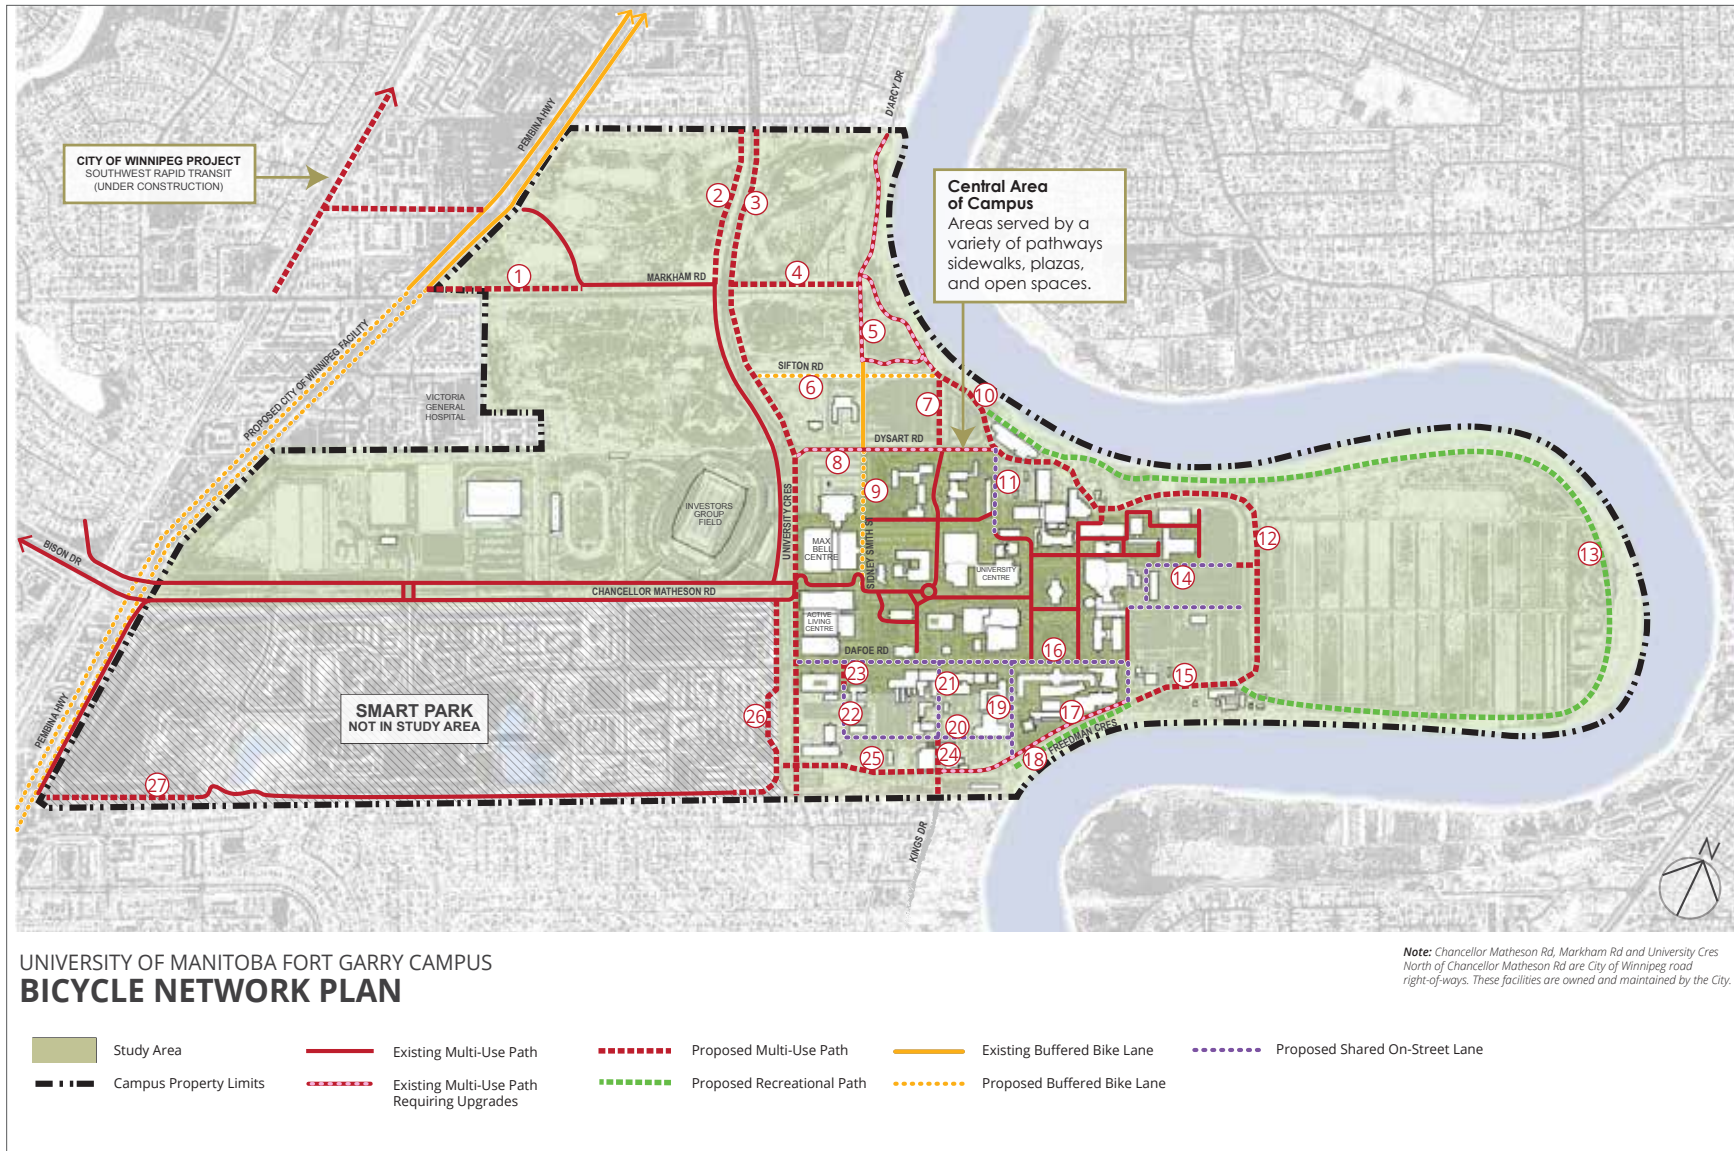 PEMBINA HWY
D'ARCY DR
CITY OF WINNIPEG PROJECT
SOUTHWEST RAPID TRANSIT
(UNDER CONSTRUCTION)
Central Area
of Campus
Areas served by a
variety of pathways
sidewalks, plazas,
and open spaces.
2
3
1
MARKHAM RD
4
5
PROPOSED CITY OF WINNIPEG FACILITY
VICTORIA
GENERAL
HOSPITAL
SIFTON RD
6
7
10
DYSART RD
8
9
11
INVESTORS
GROUP
FIELD
UNIVERSITY CRES
MAX
BELL
CENTRE
SIDNEY SMITH ST
UNIVERSITY
CENTRE
12
13
14
BISON DR
CHANCELLOR MATHESON RD
ACTIVE
LIVING
CENTRE
DAFOE RD
16
15
23
21
22
19
20
17
26
SMART PARK
NOT IN STUDY AREA
PEMBINA HWY
25
24
18
FREEDMAN CRES
27
KINGS DR
N
UNIVERSITY OF MANITOBA FORT GARRY CAMPUS
BICYCLE NETWORK PLAN
Note: Chancellor Matheson Rd, Markham Rd and University Cres
North of Chancellor Matheson Rd are City of Winnipeg road
right-of-ways. These facilities are owned and maintained by the City.
Study Area
Existing Multi-Use Path
Proposed Multi-Use Path
Existing Buffered Bike Lane
Proposed Shared On-Street Lane
Campus Property Limits
Existing Multi-Use Path
Requiring Upgrades
Proposed Recreational Path
Proposed Buffered Bike Lane